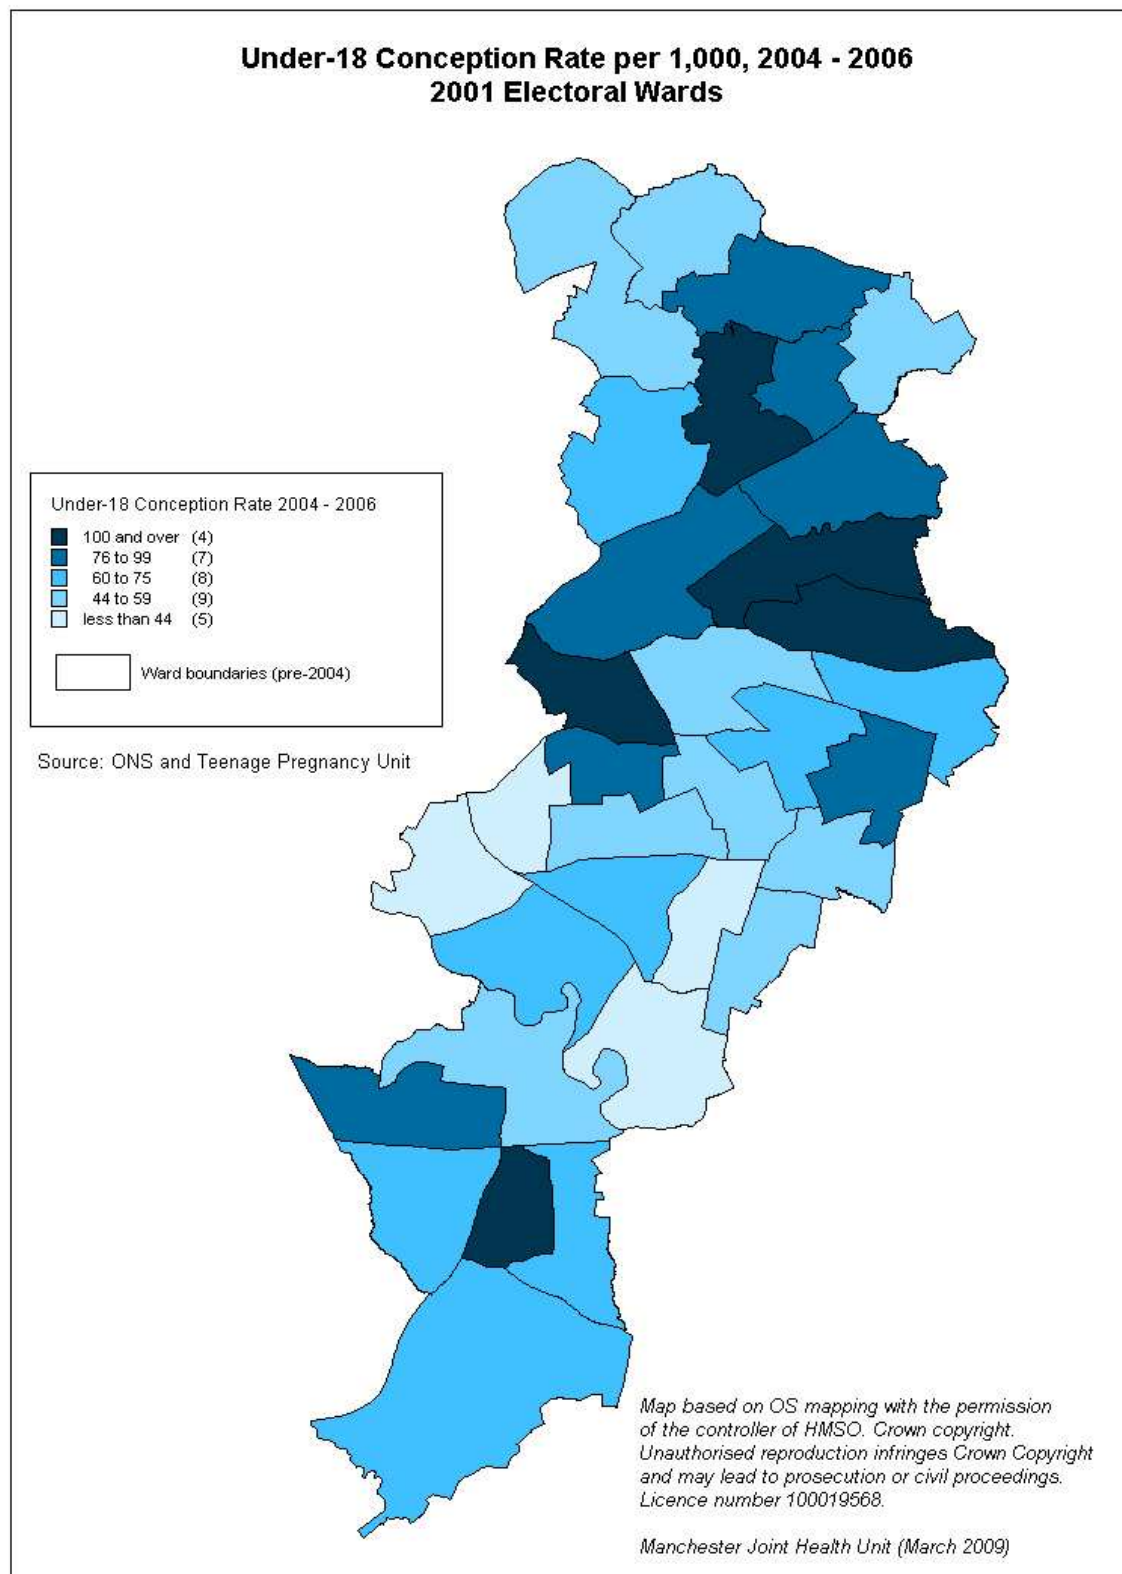 Under-18 Conception Rate per 1,000, 2004 - 2006
2001 Electoral Wards
Under-18 Conception Rate 2004 - 2006
100 and over (4)
76 to 99 (7)
60 to 75 (8)
44 to 59 (9)
less than 44 (5)
Ward boundaries (pre-2004)
Source: ONS and Teenage Pregnancy Unit
Map based on OS mapping with the permission
of the controller of HMSO. Crown copyright.
Unauthorised reproduction infringes Crown Copyright
and may lead to prosecution or civil proceedings.
Licence number 100019568.
Manchester Joint Health Unit (March 2009)